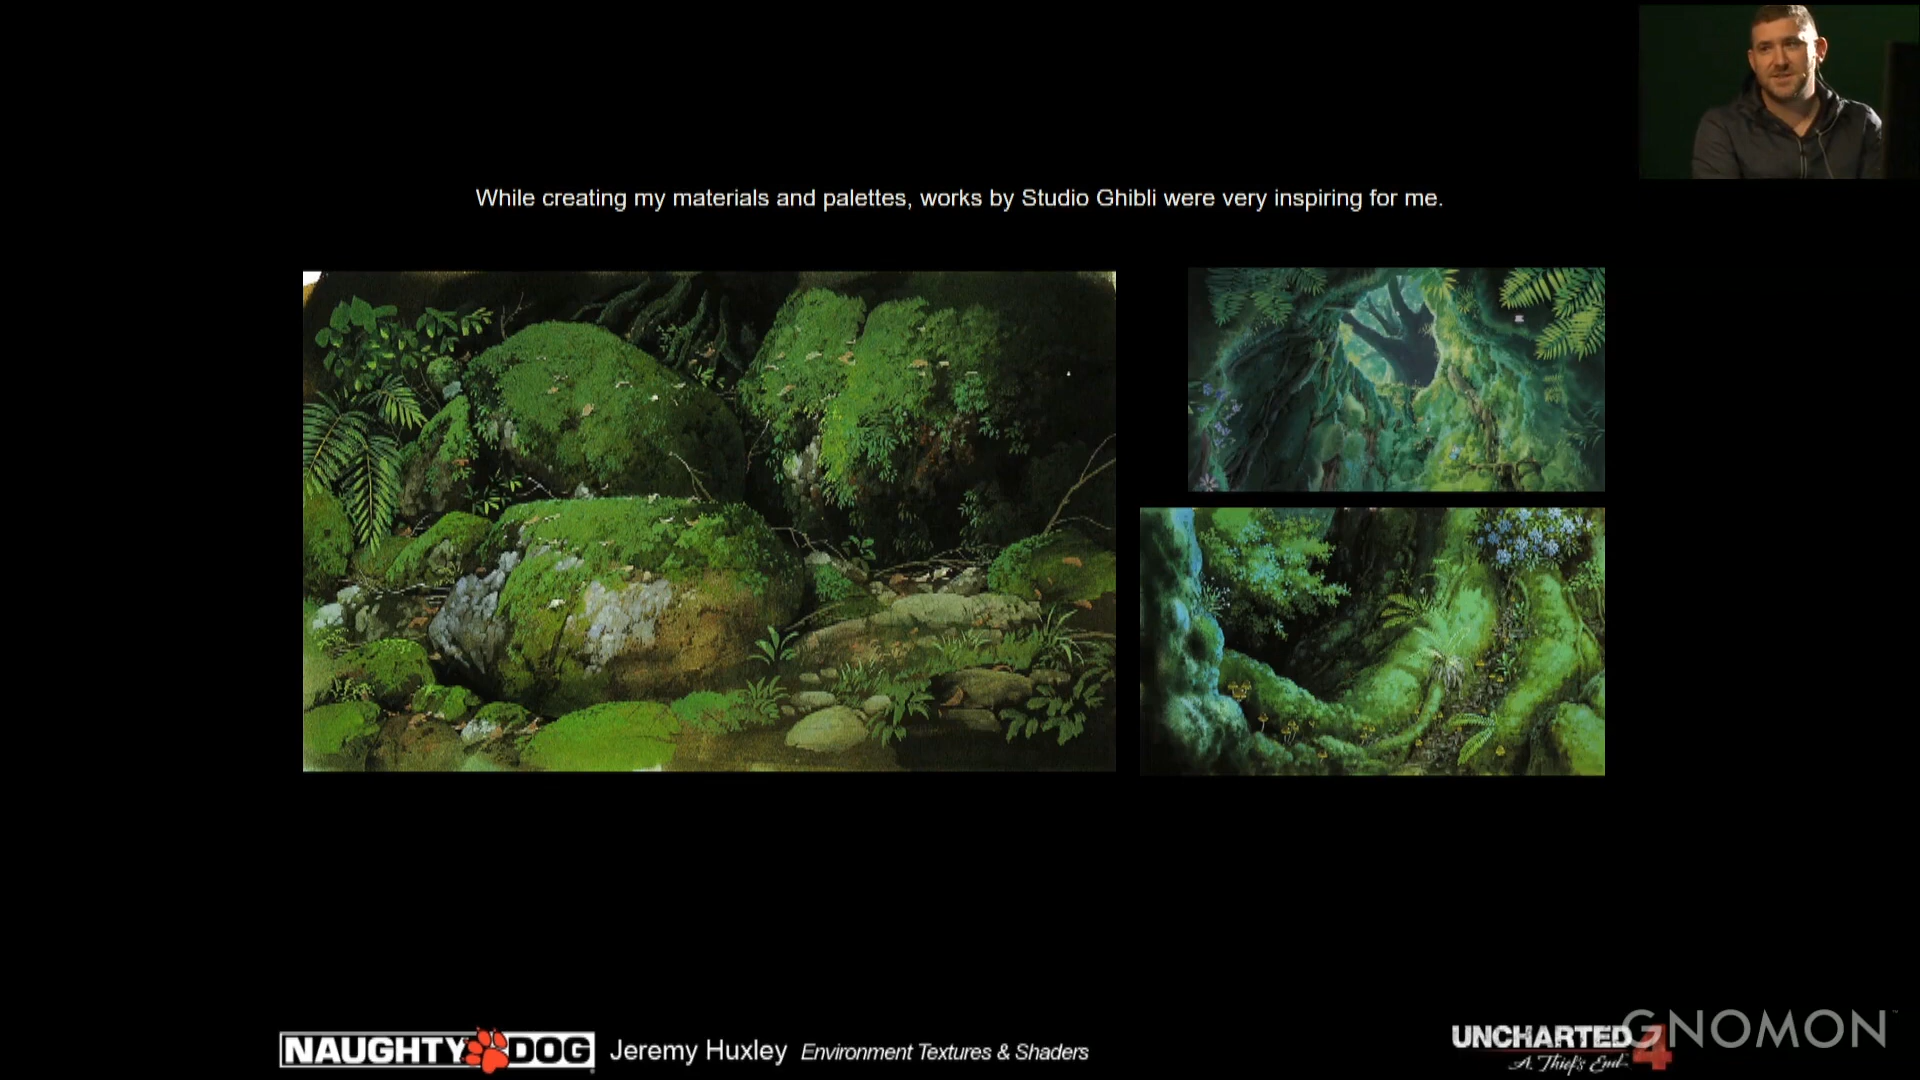 While creating my materials and palettes, works by Studio Ghibli were very inspiring for me.
NAUGHTY DOG Jeremy Huxley Environment Textures & Shaders
UNCHARTED 4
A Thief's End
GNOMON™